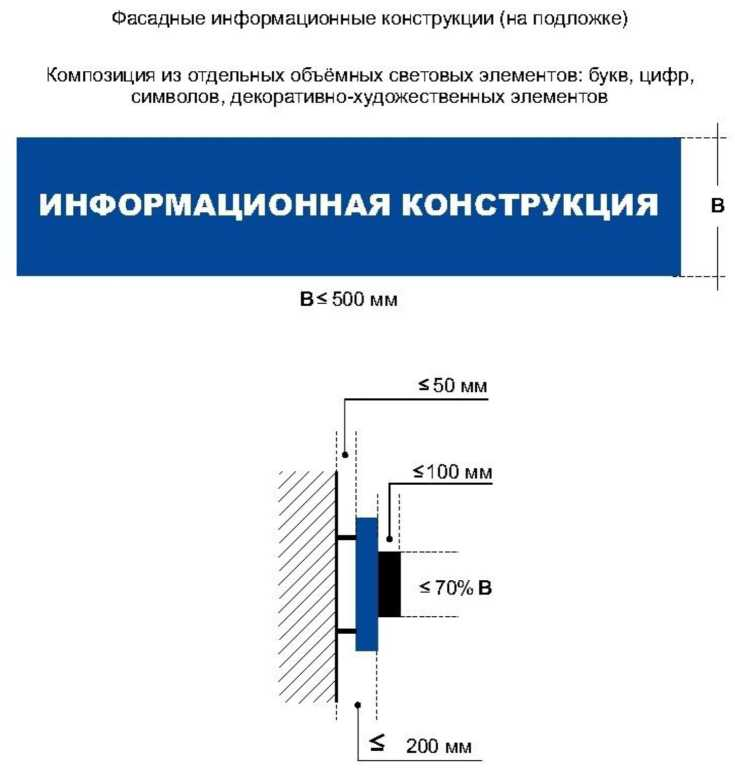 Фасадные информационные конструкции (на подложке)
Композиция из отдельных объёмных световых элементов: букв, цифр,
символов, декоративно-художественных элементов
ИНФОРМАЦИОННАЯ КОНСТРУКЦИЯ
В
В≤ 500 мм
≤ 50 мм
≤100 мм
≤ 70% В
≤ 200 мм